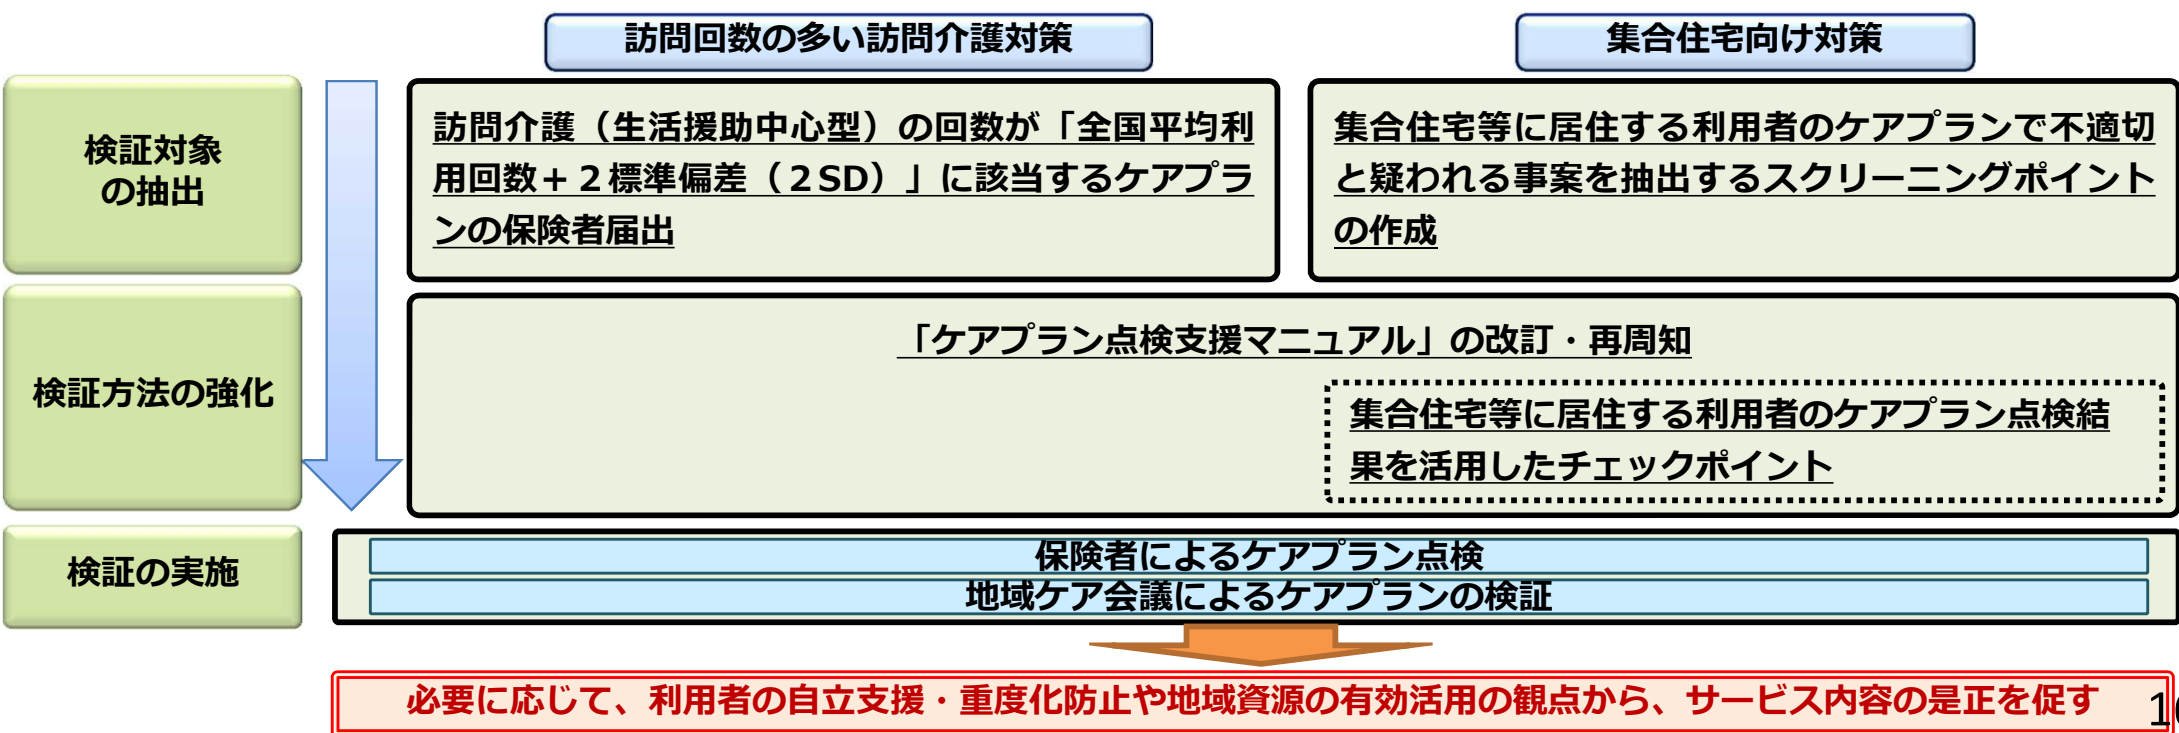 訪問回数の多い訪問介護対策
集合住宅向け対策
検証対象
の抽出
訪問介護（生活援助中心型）の回数が「全国平均利
用回数＋２標準偏差（２SD）」に該当するケアプラ
ンの保険者届出
集合住宅等に居住する利用者のケアプランで不適切
と疑われる事案を抽出するスクリーニングポイント
の作成
検証方法の強化
「ケアプラン点検支援マニュアル」の改訂・再周知
集合住宅等に居住する利用者のケアプラン点検結
果を活用したチェックポイント
検証の実施
保険者によるケアプラン点検
地域ケア会議によるケアプランの検証
必要に応じて、利用者の自立支援・重度化防止や地域資源の有効活用の観点から、サービス内容の是正を促す